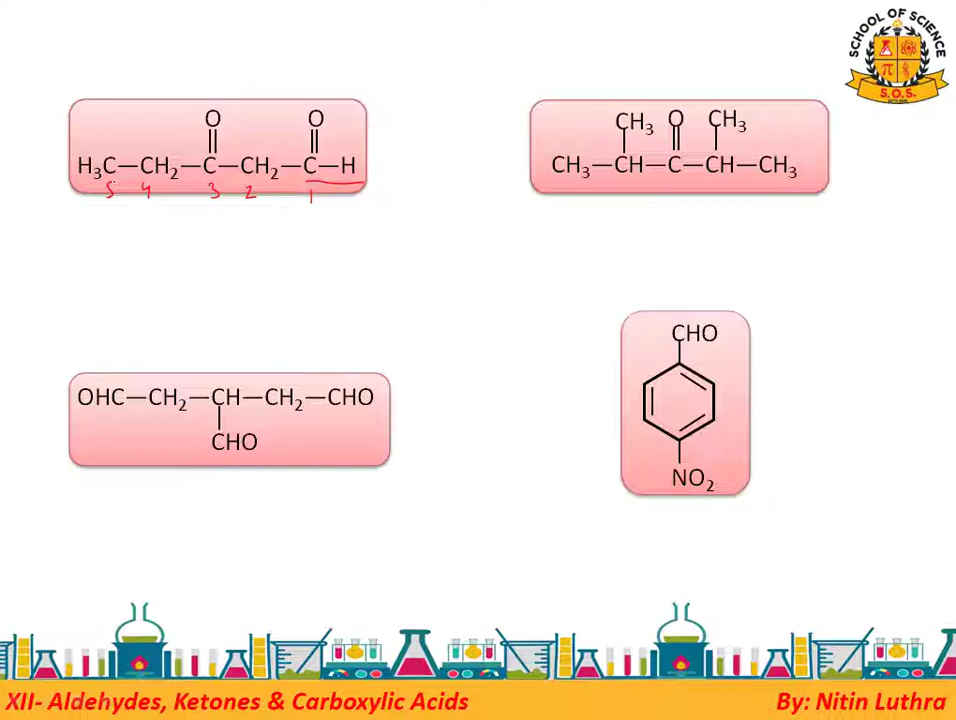 SCHOOL OF SCIENCE
S.O.S.
O O
H3C—CH2—C—CH2—C—H
5 4 3 2 1
CH3 O CH3
CH3—CH—C—CH—CH3
OHC—CH2—CH—CH2—CHO
CHO
CHO
NO2
XII- Aldehydes, Ketones & Carboxylic Acids
By: Nitin Luthra